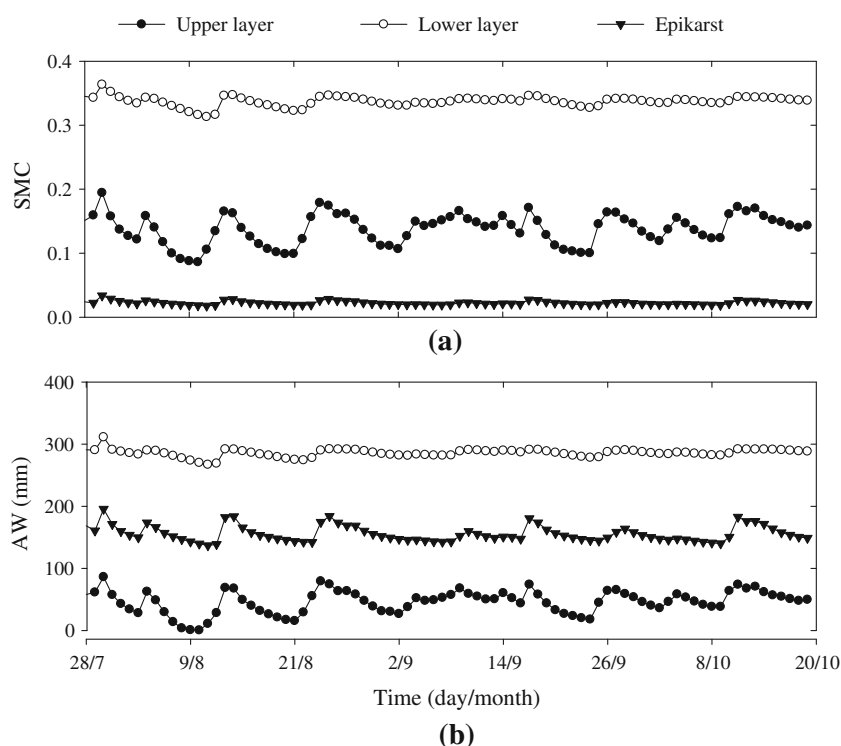 Upper layer Lower layer Epikarst
0.4
0.3
0.2
0.1
0.0
SMC
(a)
400
300
200
100
0
AW (mm)
28/7 9/8 21/8 2/9 14/9 26/9 8/10 20/10
Time (day/month)
(b)